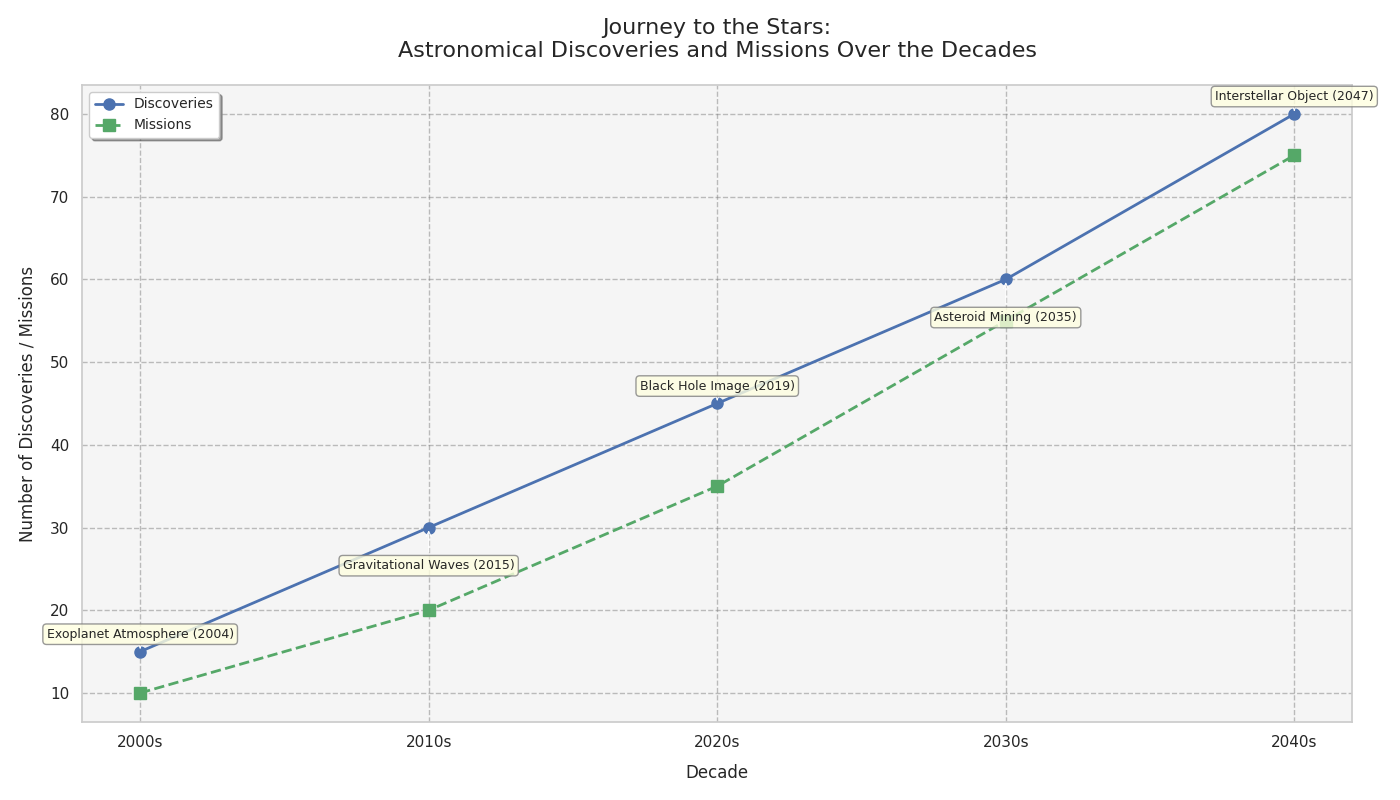 Journey to the Stars:
Astronomical Discoveries and Missions Over the Decades
Discoveries
Missions
Number of Discoveries / Missions
80
70
60
50
40
30
20
10
Interstellar Object (2047)
Asteroid Mining (2035)
Black Hole Image (2019)
Gravitational Waves (2015)
Exoplanet Atmosphere (2004)
2000s
2010s
2020s
2030s
2040s
Decade